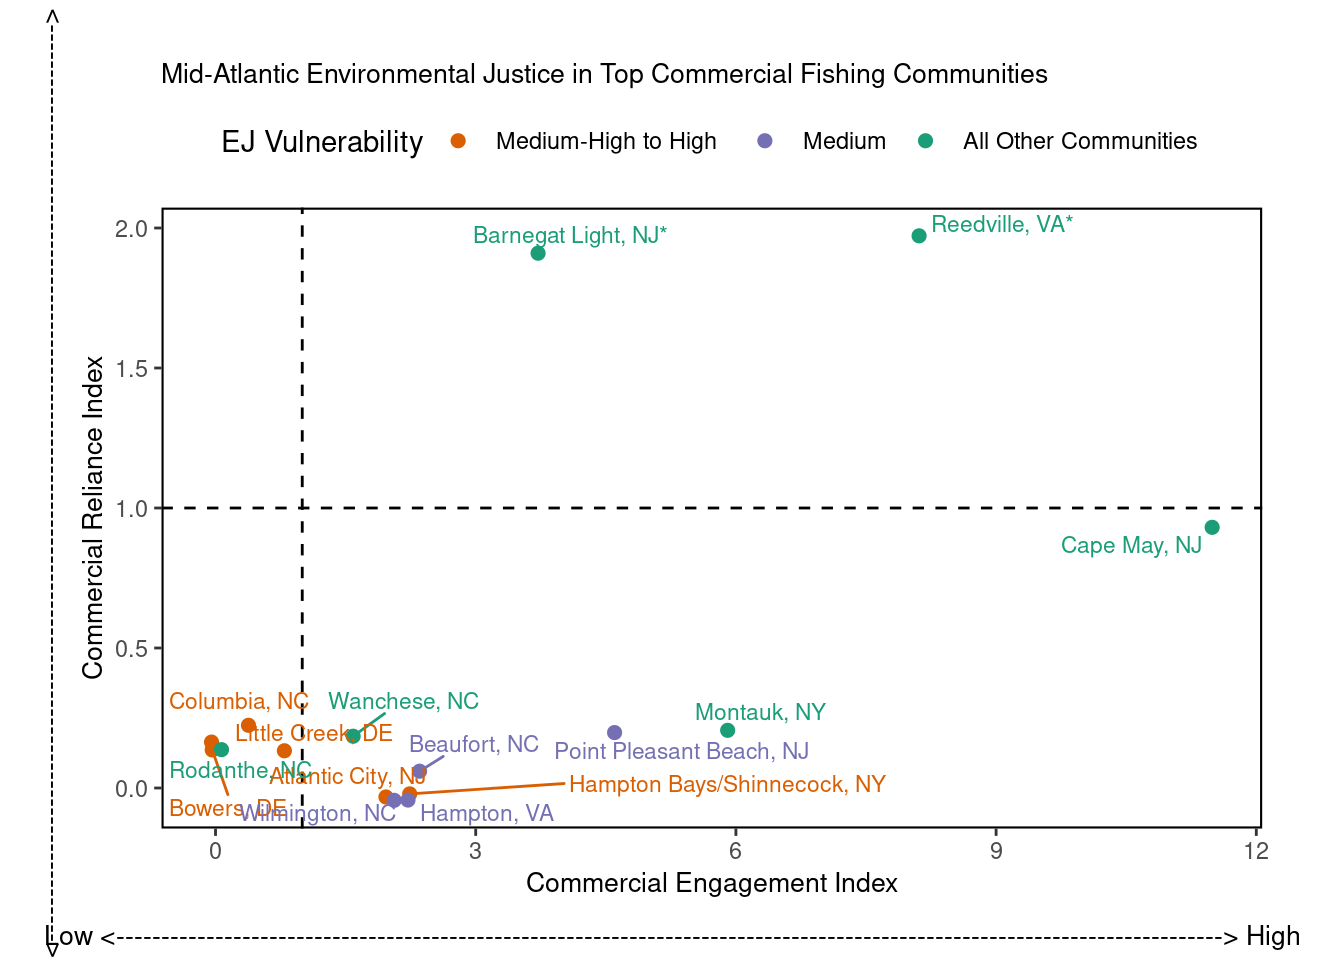 Mid-Atlantic Environmental Justice in Top Commercial Fishing Communities
EJ Vulnerability Medium-High to High Medium All Other Communities
Commercial Reliance Index
2.0
1.5
1.0
0.5
0.0
Reedville, VA*
Barnegat Light, NJ*
Cape May, NJ
Columbia, NC
Wanchese, NC
Montauk, NY
Little Creek, DE
Beaufort, NC
Point Pleasant Beach, NJ
Rodanthe, NC
Atlantic City, NJ
Hampton Bays/Shinnecock, NY
Bowers, DE
Wilmington, NC
Hampton, VA
0 3 6 9 12
Commercial Engagement Index
Low <----------------------------------------------------------------> High